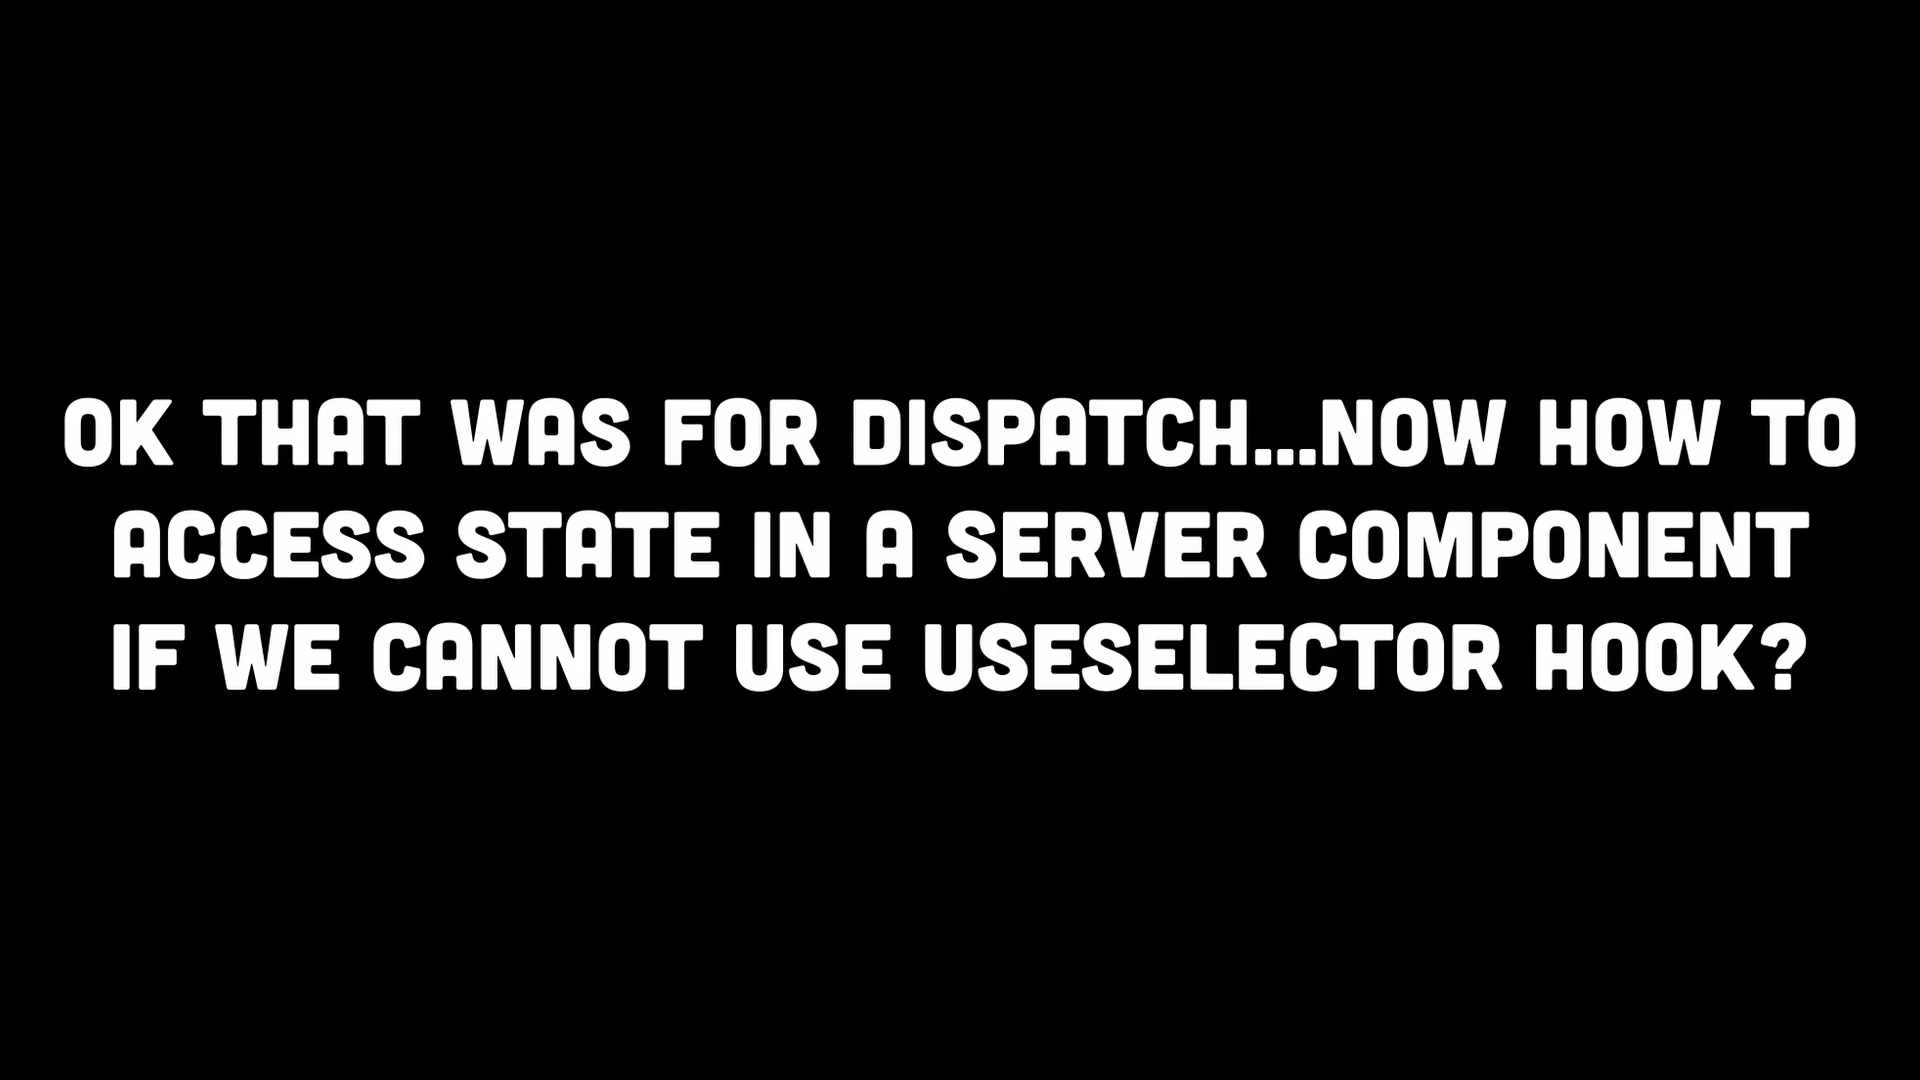 OK THAT WAS FOR DISPATCH...NOW HOW TO
ACCESS STATE IN A SERVER COMPONENT
IF WE CANNOT USE USESELECTOR HOOK?